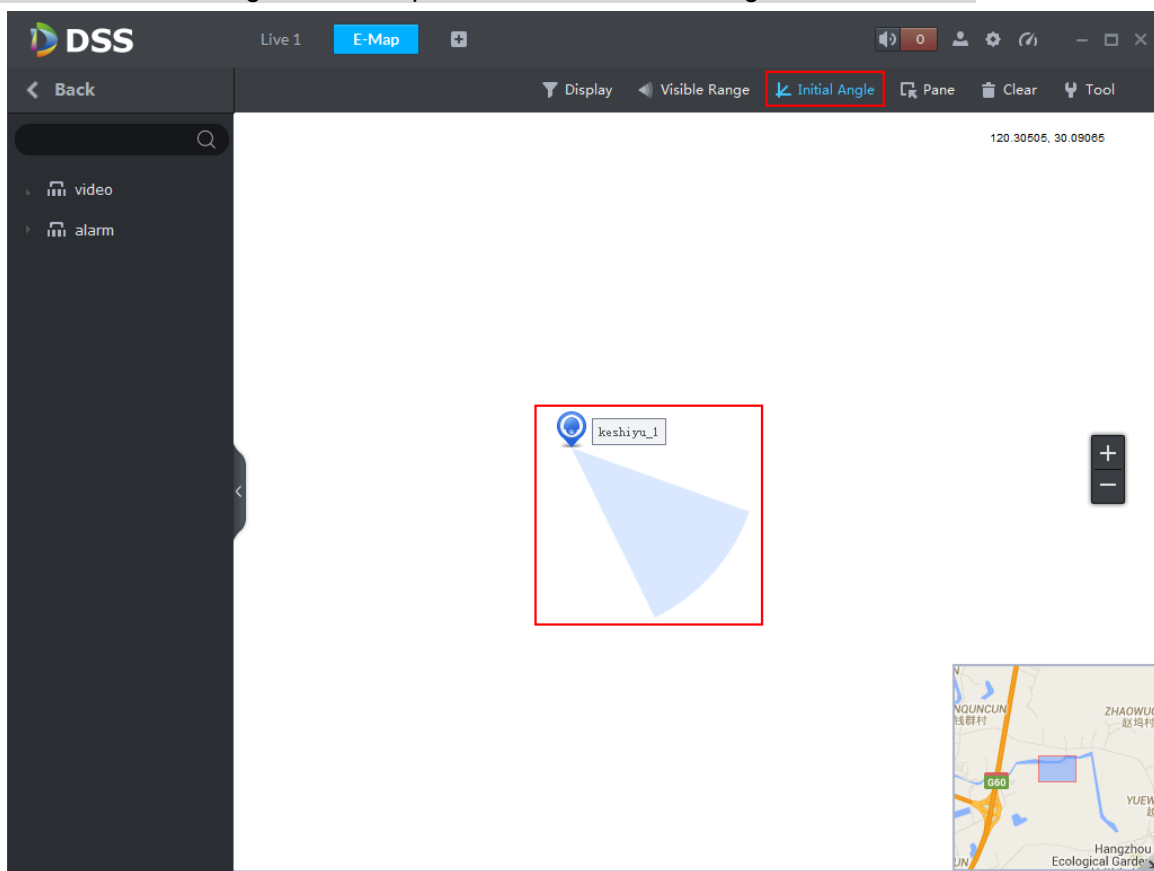 DSS
Live 1 E-Map 0
Back
Display Visible Range Initial Angle Pane Clear Tool
120.30505, 30.09065
video
alarm
keshiyu_1
NQUNCUN
钱群村
ZHAOWU
赵坞村
G60
YUEW
Hangzhou
Ecological Garde
UN